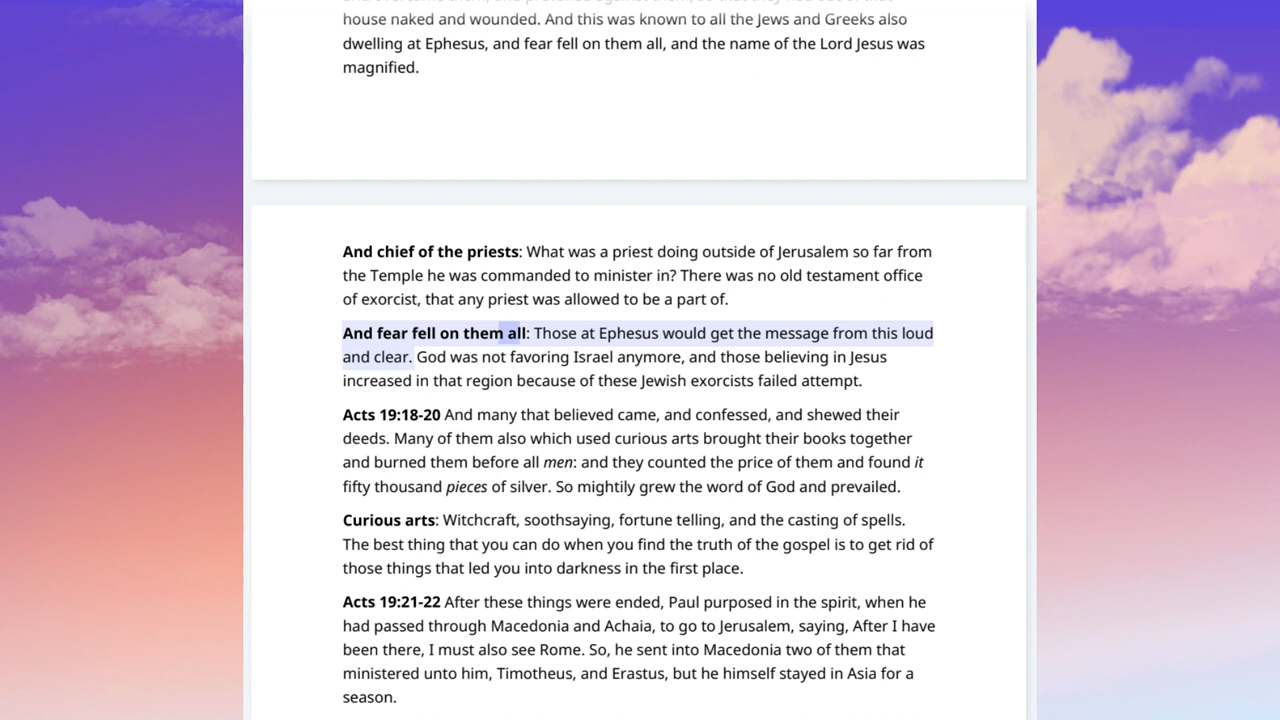 and overcame them, and prevailed against them, so that they fled out of that
house naked and wounded. And this was known to all the Jews and Greeks also
dwelling at Ephesus, and fear fell on them all, and the name of the Lord Jesus was
magnified.
And chief of the priests: What was a priest doing outside of Jerusalem so far from
the Temple he was commanded to minister in? There was no old testament office
of exorcist, that any priest was allowed to be a part of.
And fear fell on them all: Those at Ephesus would get the message from this loud
and clear. God was not favoring Israel anymore, and those believing in Jesus
increased in that region because of these Jewish exorcists failed attempt.
Acts 19:18-20 And many that believed came, and confessed, and shewed their
deeds. Many of them also which used curious arts brought their books together
and burned them before all men: and they counted the price of them and found it
fifty thousand pieces of silver. So mightily grew the word of God and prevailed.
Curious arts: Witchcraft, soothsaying, fortune telling, and the casting of spells.
The best thing that you can do when you find the truth of the gospel is to get rid of
those things that led you into darkness in the first place.
Acts 19:21-22 After these things were ended, Paul purposed in the spirit, when he
had passed through Macedonia and Achaia, to go to Jerusalem, saying, After I have
been there, I must also see Rome. So, he sent into Macedonia two of them that
ministered unto him, Timotheus, and Erastus, but he himself stayed in Asia for a
season.